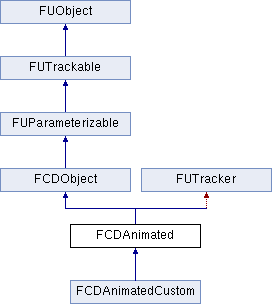 FUObject
FUTrackable
FUParameterizable
FCDObject
FUTracker
FCDAnimated
FCDAnimatedCustom